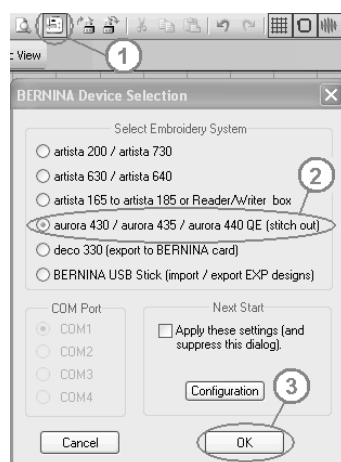 : View
1
BERNINA Device Selection
Select Embroidery System
artista 200 / artista 730
artista 630 / artista 640
2
artista 165 to artista 185 or Reader/Writer box
aurora 430 / aurora 435 / aurora 440 QE (stitch out)
deco 330 (export to BERNINA card)
BERNINA USB Stick (import / export EXP designs)
COM Port
COM1
COM2
COM3
COM4
Next Start
Apply these settings (and
suppress this dialog).
Configuration
3
Cancel
OK